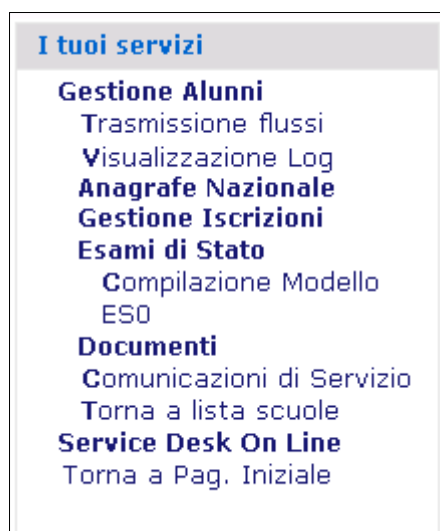 I tuoi servizi
Gestione Alunni
Trasmissione flussi
Visualizzazione Log
Anagrafe Nazionale
Gestione Iscrizioni
Esami di Stato
Compilazione Modello
ES0
Documenti
Comunicazioni di Servizio
Torna a lista scuole
Service Desk On Line
Torna a Pag. Iniziale